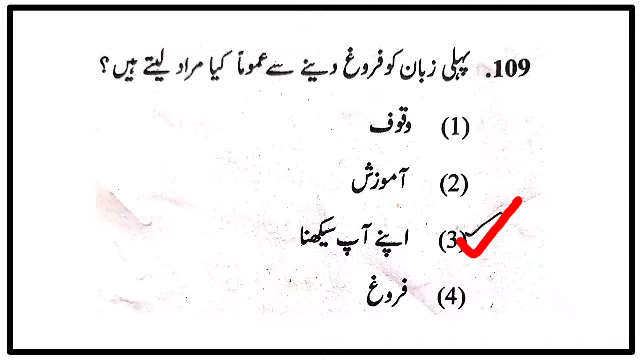 109. پہلی زبان کو فروغ دینے سے عموماً کیا مراد لیتے ہیں؟
(1) وقوف
(2) آموزش
(3) اپنے آپ سیکھنا
(4) فروغ